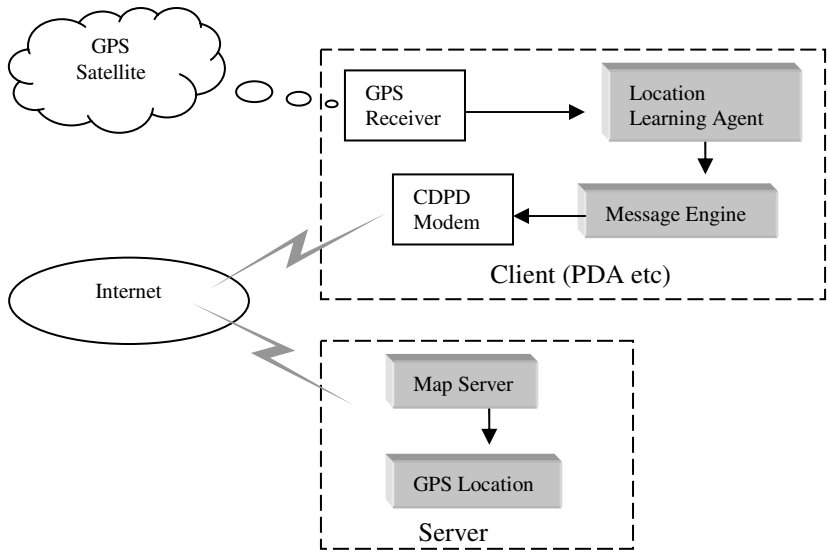 GPS
Satellite
GPS
Receiver
Location
Learning Agent
CDPD
Modem
Message Engine
Client (PDA etc)
Internet
Map Server
GPS Location
Server